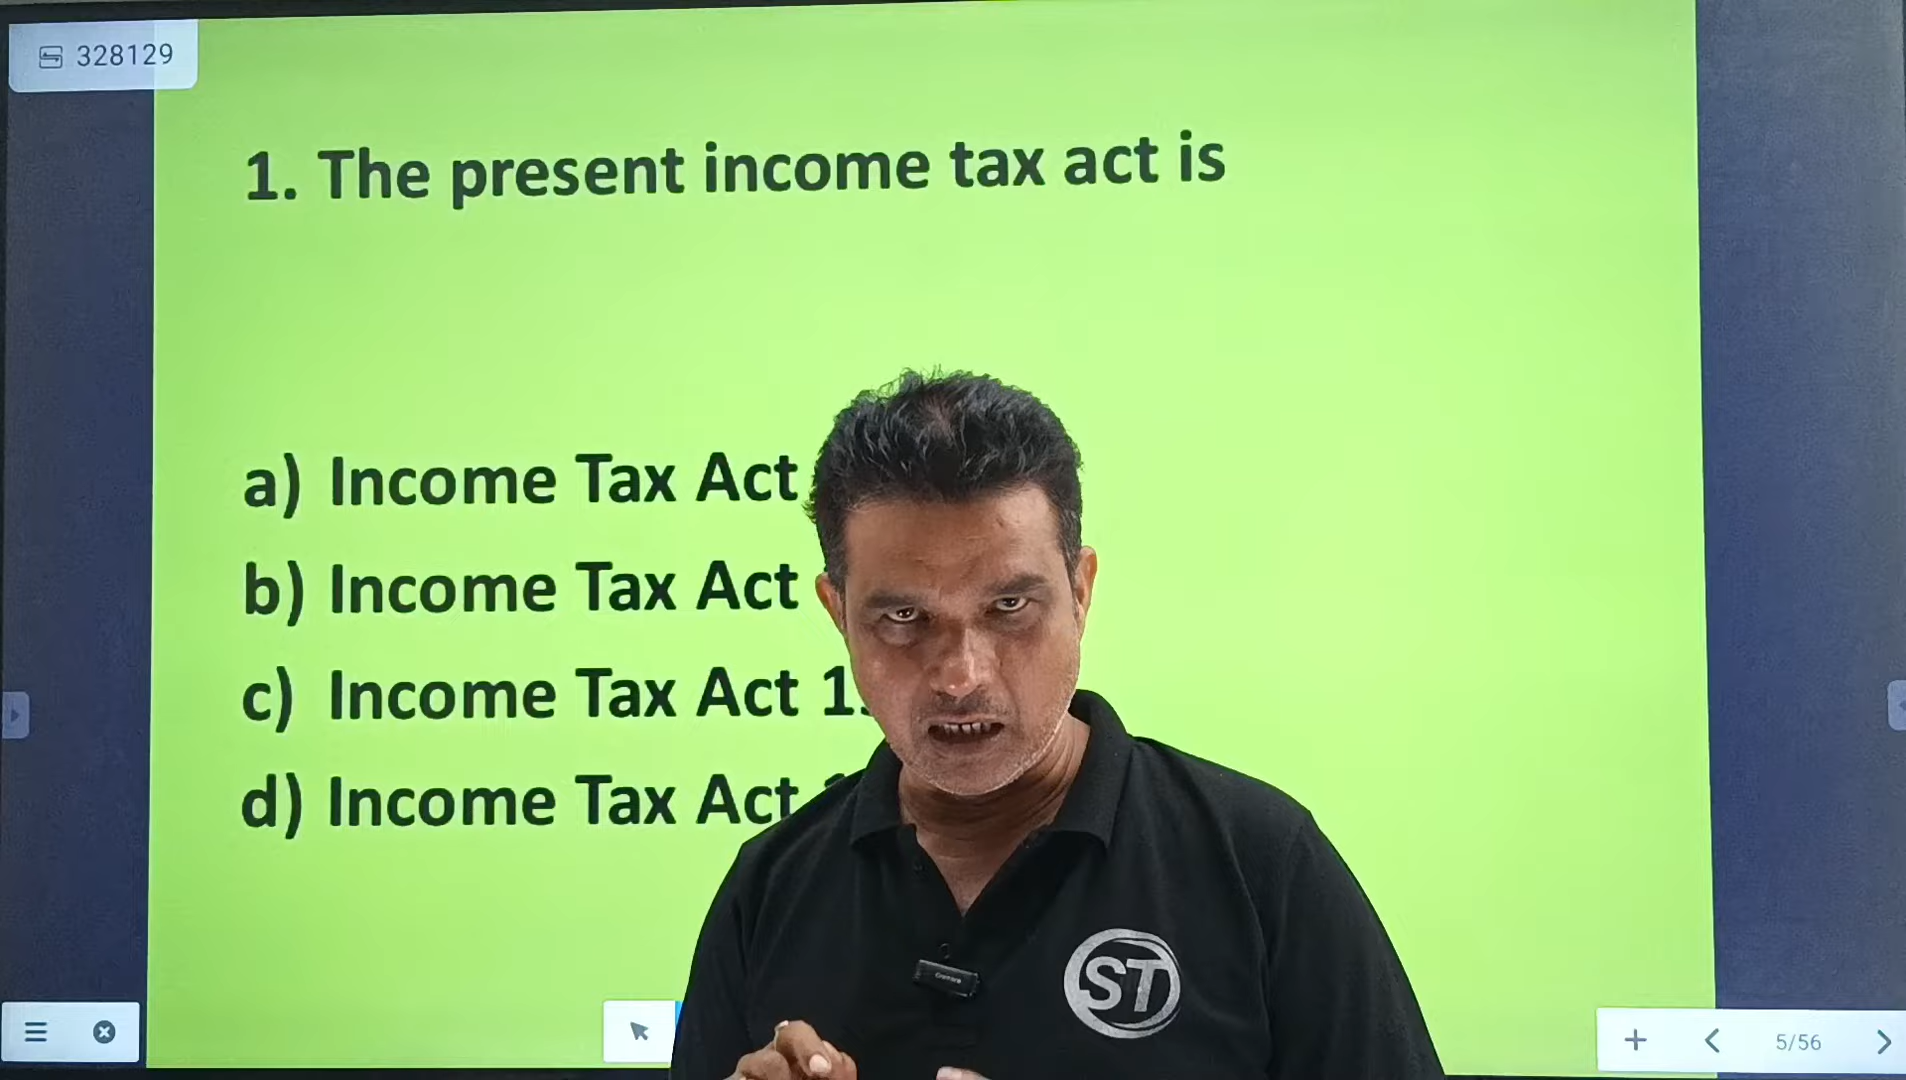 328129
1. The present income tax act is
a) Income Tax Act
b) Income Tax Act
c) Income Tax Act
d) Income Tax Act
ST
5/56